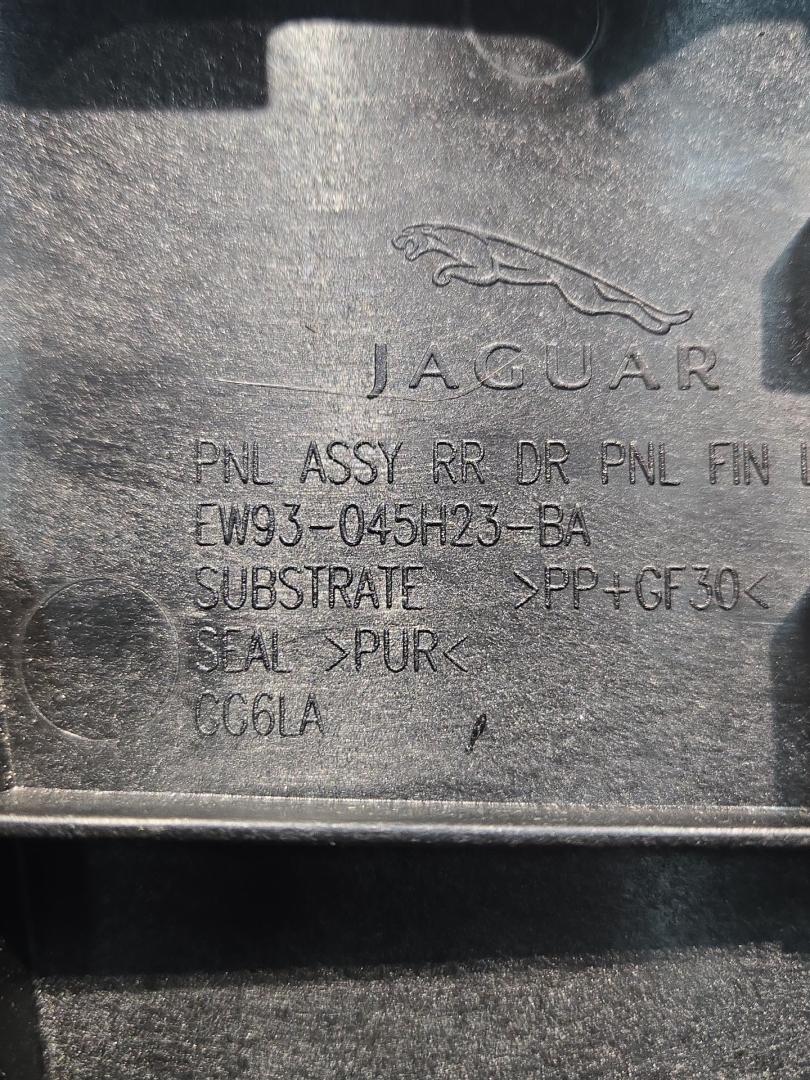 JAGUAR
PNL ASSY RR DR PNL FIN L
EW93-045H23-BA
SUBSTRATE >PP+GF30<
SEAL >PUR<
CC6LA